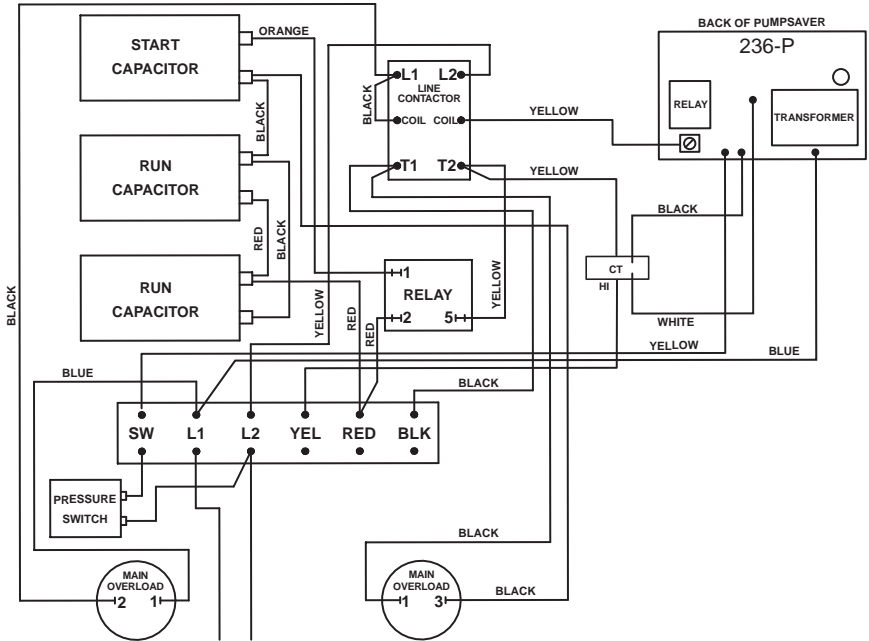 BACK OF PUMPSAVER
236-P
RELAY
TRANSFORMER
START
CAPACITOR
ORANGE
BLACK
RUN
CAPACITOR
RED
BLACK
RUN
CAPACITOR
BLACK
L1 L2
LINE
CONTACTOR
COIL COIL
T1 T2
BLACK
YELLOW
YELLOW
BLACK
CT
HI
WHITE
YELLOW
BLUE
1
RELAY
2 5
YELLOW
YELLOW
RED
RED
BLACK
BLUE
SW L1 L2 YEL RED BLK
PRESSURE
SWITCH
MAIN
OVERLOAD
2 1
BLACK
MAIN
OVERLOAD
1 3
BLACK